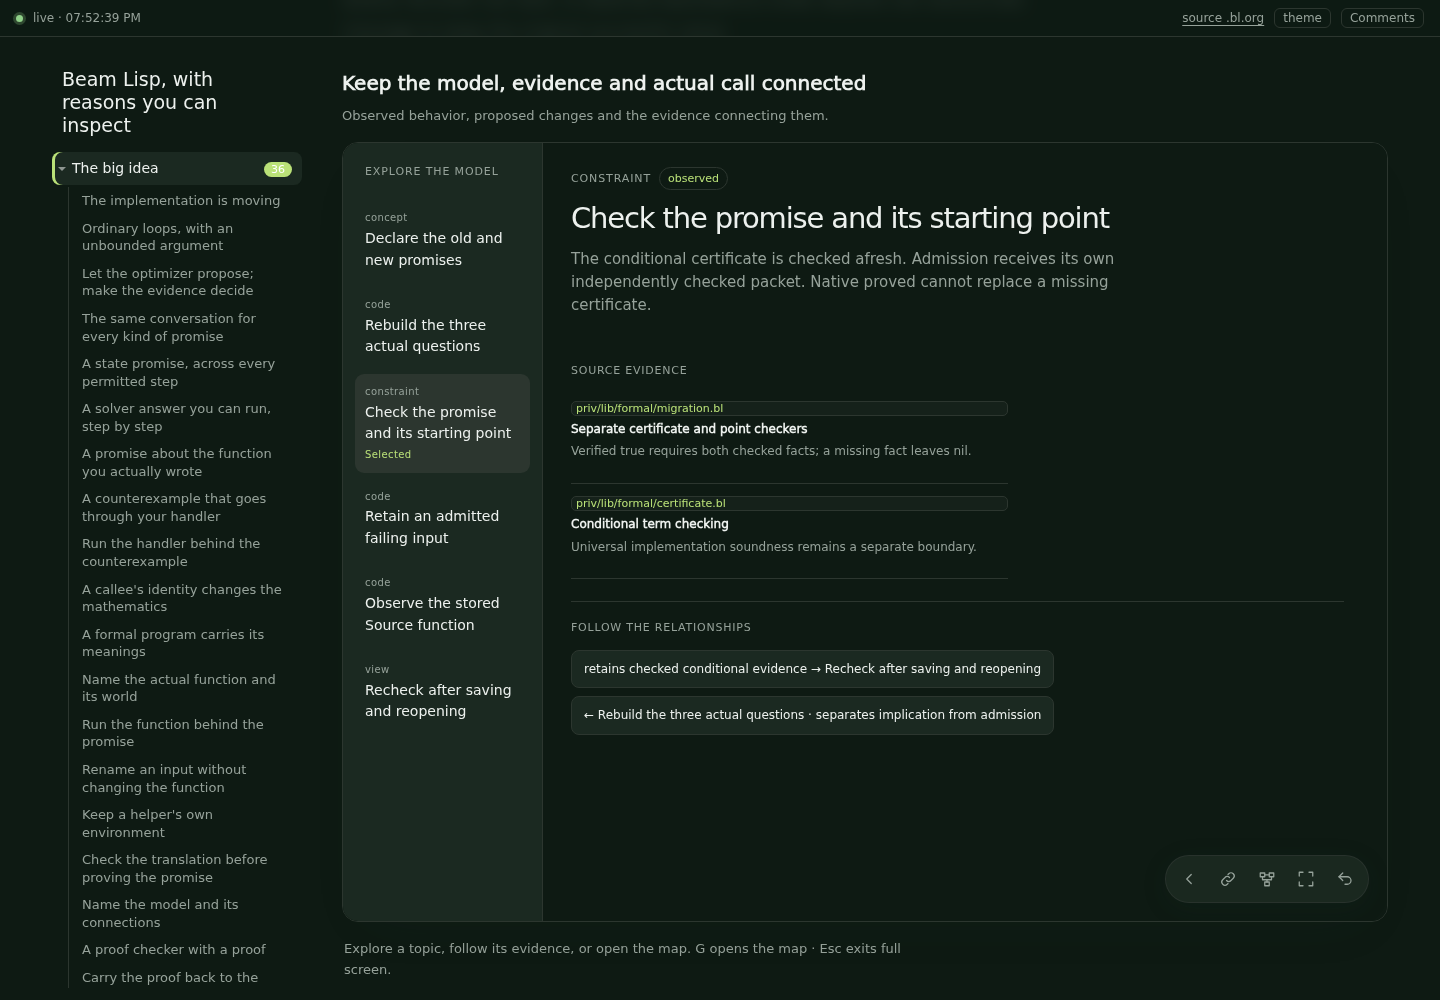 live · 07:52:39 PM
source .bl.org
theme
Comments
Beam Lisp, with
reasons you can
inspect
The big idea
36
The implementation is moving
Ordinary loops, with an
unbounded argument
Let the optimizer propose;
make the evidence decide
The same conversation for
every kind of promise
A state promise, across every
permitted step
A solver answer you can run,
step by step
A promise about the function
you actually wrote
A counterexample that goes
through your handler
Run the handler behind the
counterexample
A callee's identity changes the
mathematics
A formal program carries its
meanings
Name the actual function and
its world
Run the function behind the
promise
Rename an input without
changing the function
Keep a helper's own
environment
Check the translation before
proving the promise
Name the model and its
connections
A proof checker with a proof
Carry the proof back to the
Keep the model, evidence and actual call connected
Observed behavior, proposed changes and the evidence connecting them.
EXPLORE THE MODEL
concept
Declare the old and
new promises
code
Rebuild the three
actual questions
constraint
Check the promise
and its starting point
Selected
code
Retain an admitted
failing input
code
Observe the stored
Source function
view
Recheck after saving
and reopening
CONSTRAINT
observed
Check the promise and its starting point
The conditional certificate is checked afresh. Admission receives its own
independently checked packet. Native proved cannot replace a missing
certificate.
SOURCE EVIDENCE
priv/lib/formal/migration.bl
Separate certificate and point checkers
Verified true requires both checked facts; a missing fact leaves nil.
priv/lib/formal/certificate.bl
Conditional term checking
Universal implementation soundness remains a separate boundary.
FOLLOW THE RELATIONSHIPS
retains checked conditional evidence → Recheck after saving and reopening
← Rebuild the three actual questions · separates implication from admission
Explore a topic, follow its evidence, or open the map. G opens the map · Esc exits full
screen.